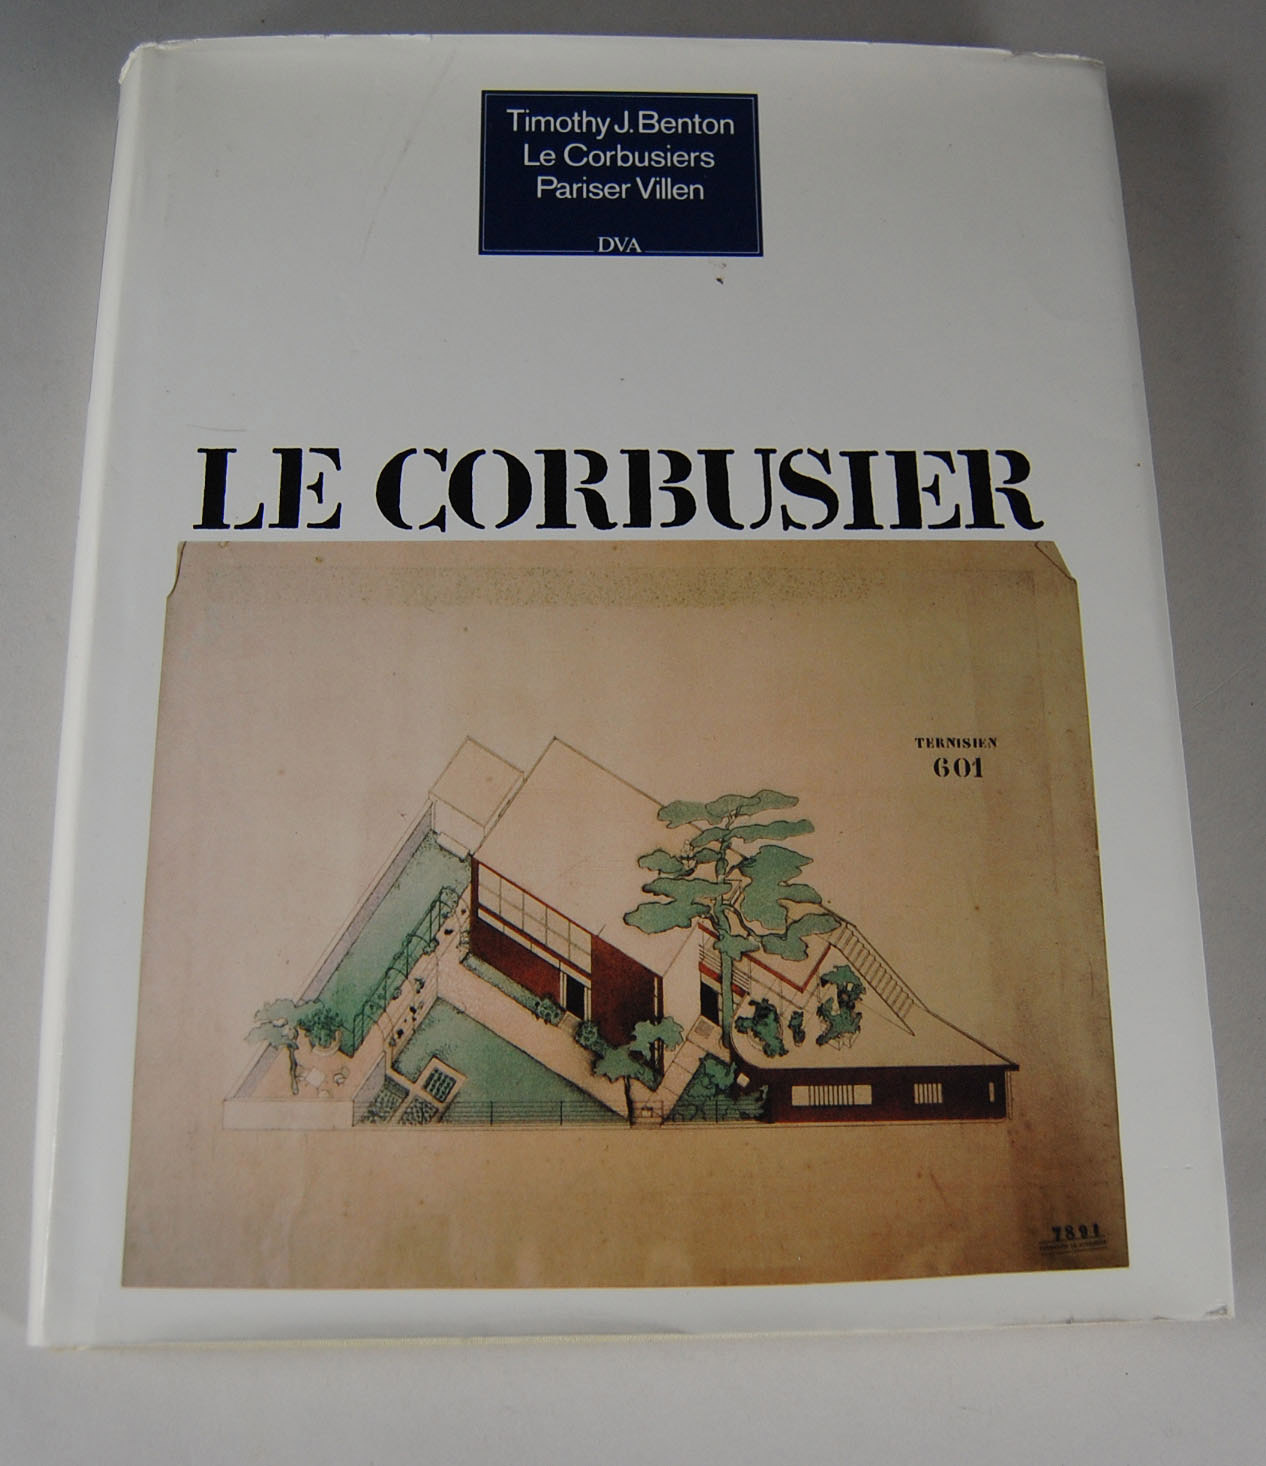 Timothy J. Benton
Le Corbusiers
Pariser Villen
DVA
LE CORBUSIER
TERNISIEN
601
7891